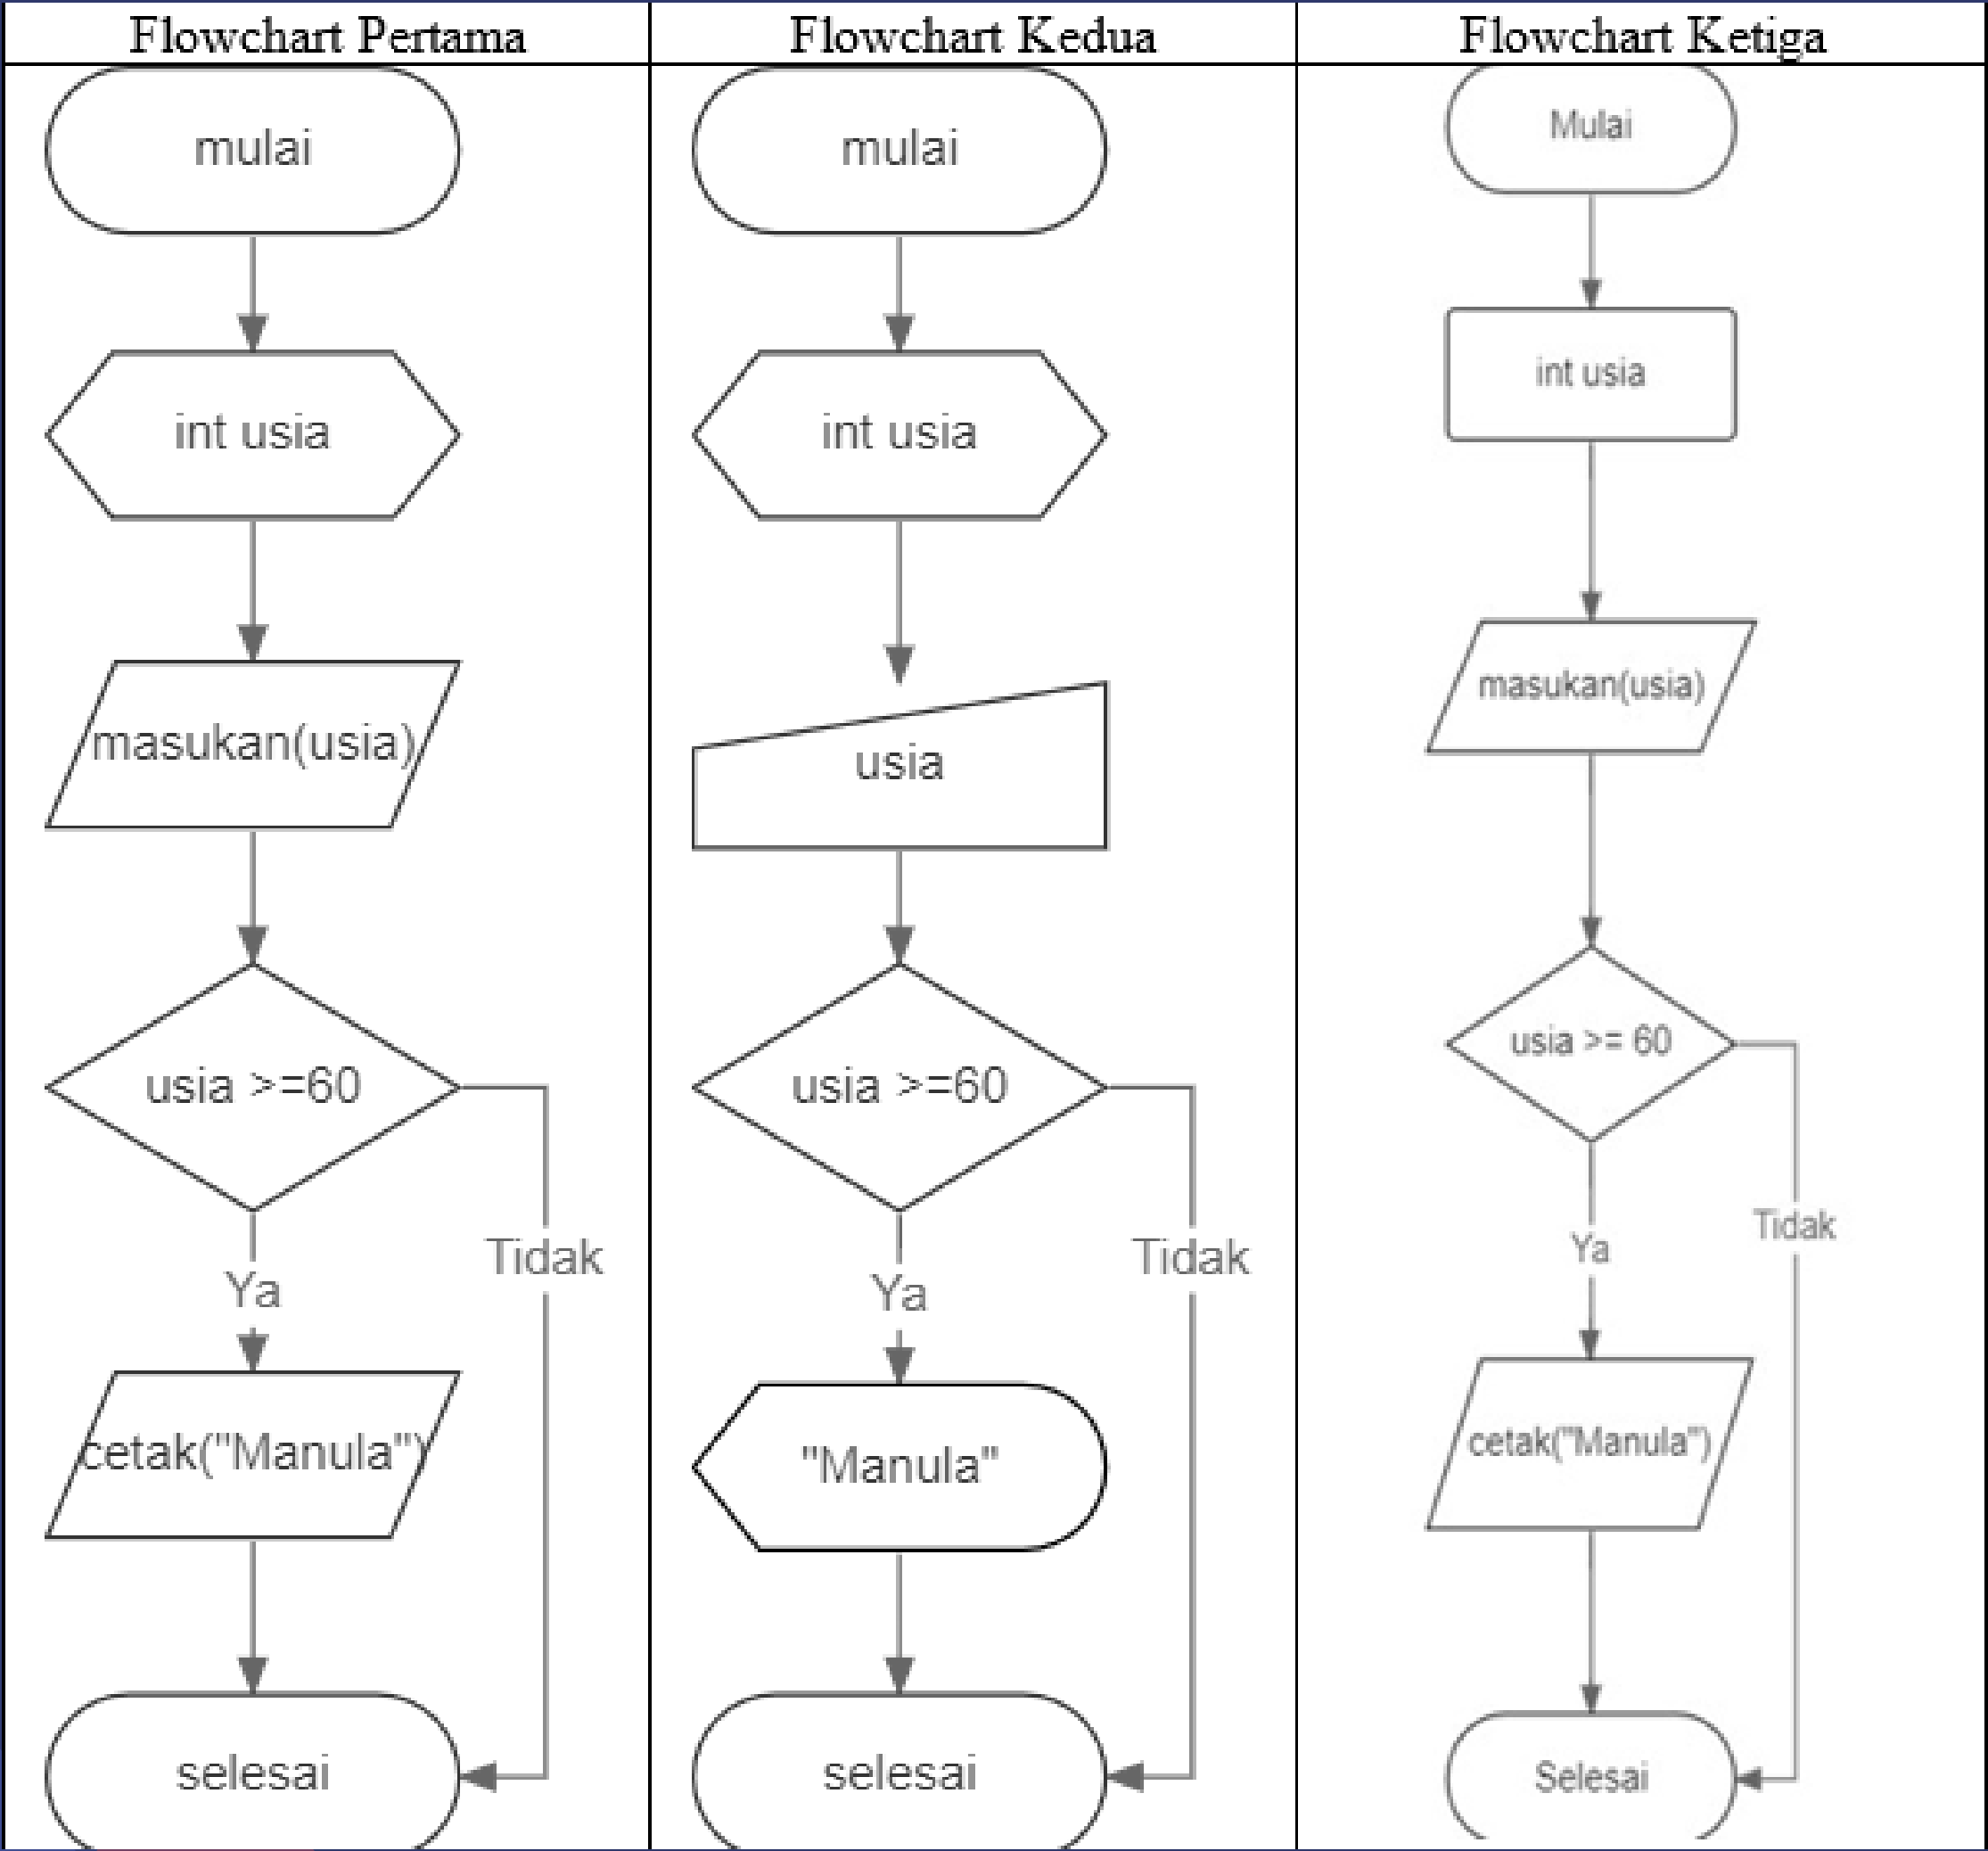 Flowchart Pertama
mulai
int usia
masukan(usia)
usia >=60
Tidak
Ya
cetak("Manula")
selesai
Flowchart Kedua
mulai
int usia
usia
usia >=60
Tidak
Ya
"Manula"
selesai
Flowchart Ketiga
Mulai
int usia
masukan(usia)
usia >= 60
Tidak
Ya
cetak("Manula")
Selesai